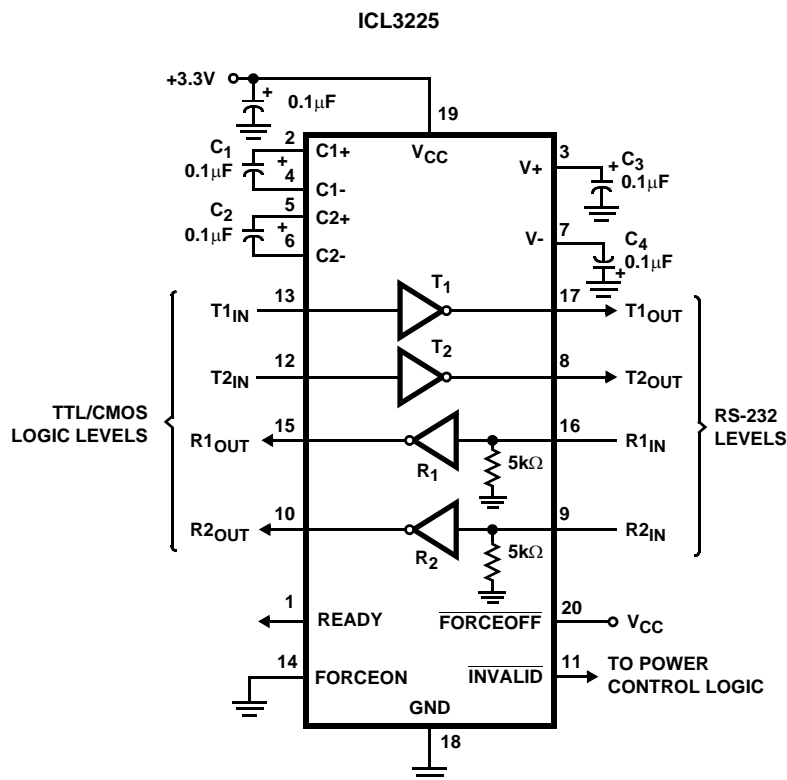 ICL3225
+3.3V
+
0.1μF
19
VCC
C1
0.1μF
2
+
4
C1+
C1-
C2
0.1μF
5
+
6
C2+
C2-
3
V+
+
C3
0.1μF
7
V-
C4
0.1μF
+
T1IN
13
T1
17
T1OUT
T2IN
12
T2
8
T2OUT
TTL/CMOS
LOGIC LEVELS
RS-232
LEVELS
R1OUT
15
R1
16
R1IN
5kΩ
R2OUT
10
R2
9
R2IN
5kΩ
1
READY
FORCEOFF
20
VCC
14
FORCEON
INVALID
11
TO POWER
CONTROL LOGIC
GND
18